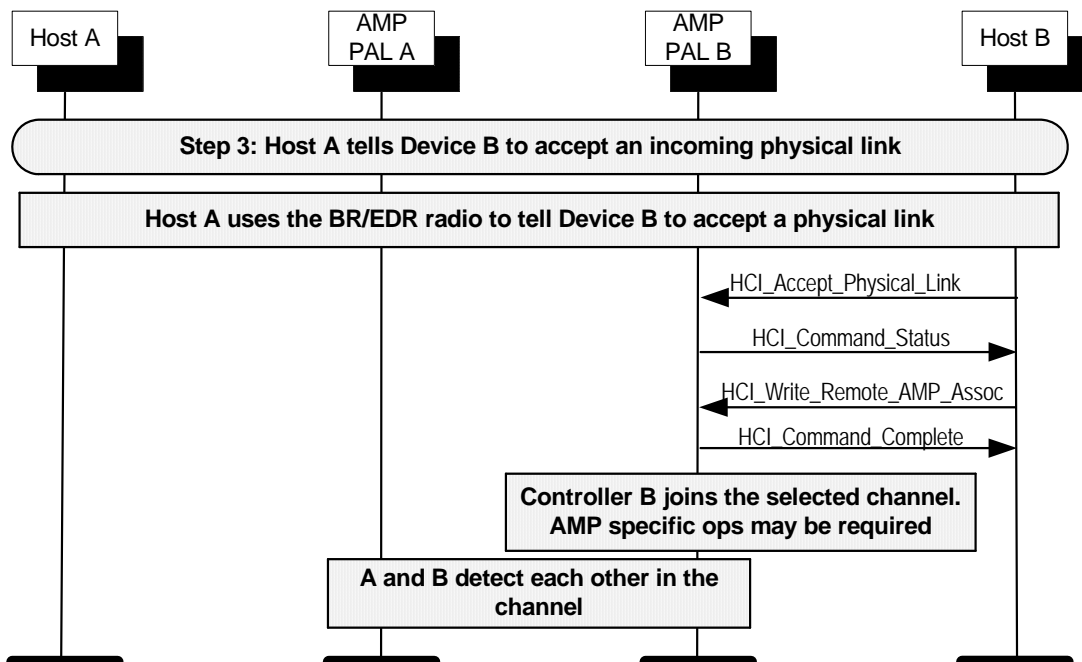 Host A
AMP
PAL A
AMP
PAL B
Host B
Step 3: Host A tells Device B to accept an incoming physical link
Host A uses the BR/EDR radio to tell Device B to accept a physical link
HCI_Accept_Physical_Link
HCI_Command_Status
HCI_Write_Remote_AMP_Assoc
HCI_Command_Complete
Controller B joins the selected channel.
AMP specific ops may be required
A and B detect each other in the
channel